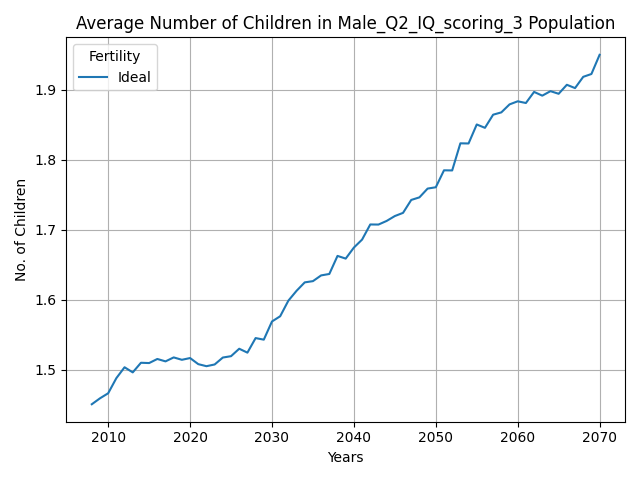 Average Number of Children in Male_Q2_IQ_scoring_3 Population
Fertility
Ideal
No. of Children
1.9
1.8
1.7
1.6
1.5
2010 2020 2030 2040 2050 2060 2070
Years